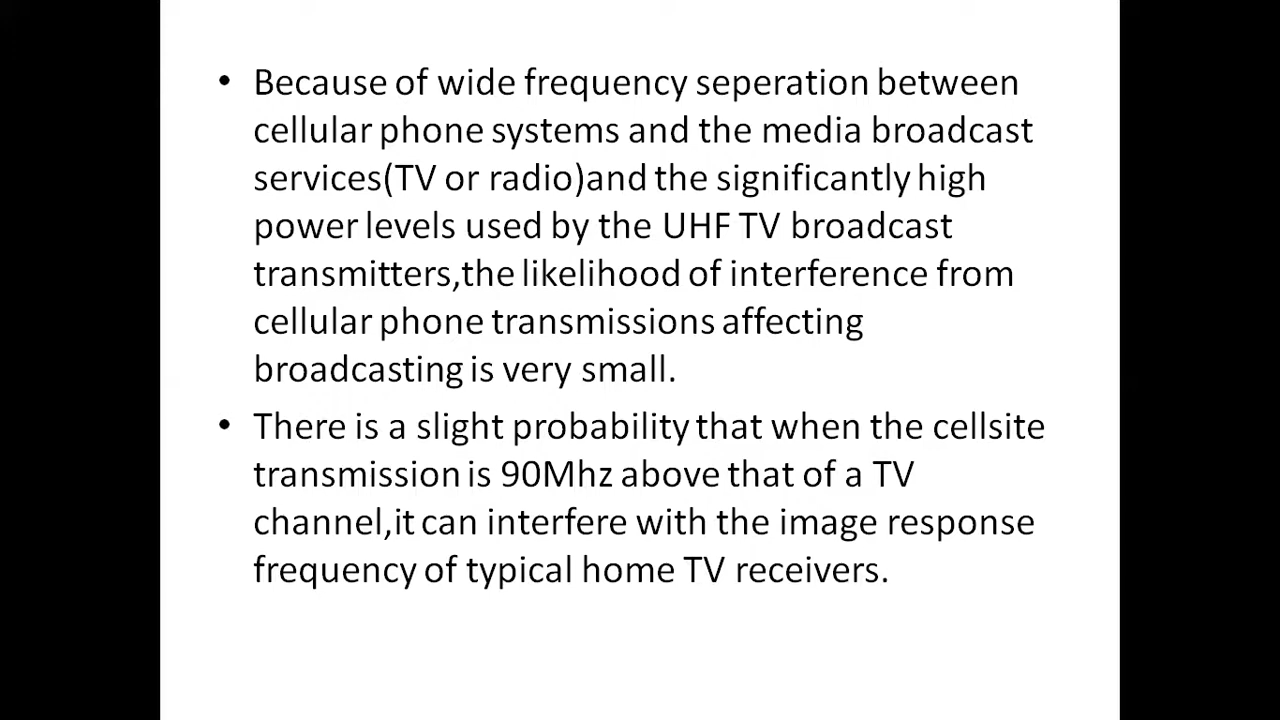 • Because of wide frequency seperation between
cellular phone systems and the media broadcast
services(TV or radio)and the significantly high
power levels used by the UHF TV broadcast
transmitters,the likelihood of interference from
cellular phone transmissions affecting
broadcasting is very small.
• There is a slight probability that when the cellsite
transmission is 90Mhz above that of a TV
channel,it can interfere with the image response
frequency of typical home TV receivers.